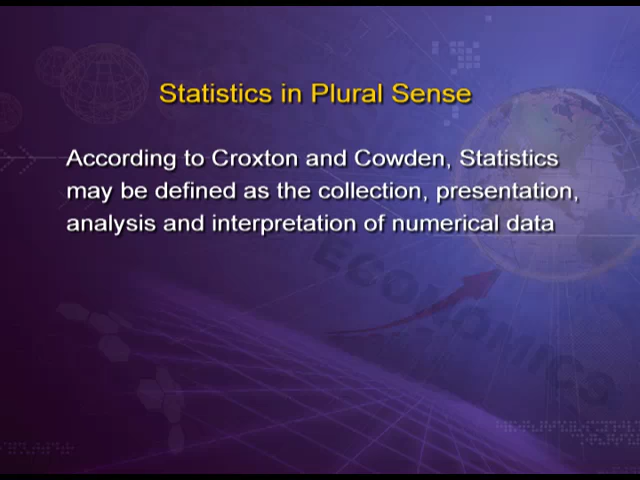 Statistics in Plural Sense
According to Croxton and Cowden, Statistics
may be defined as the collection, presentation,
analysis and interpretation of numerical data
ECONOMICS